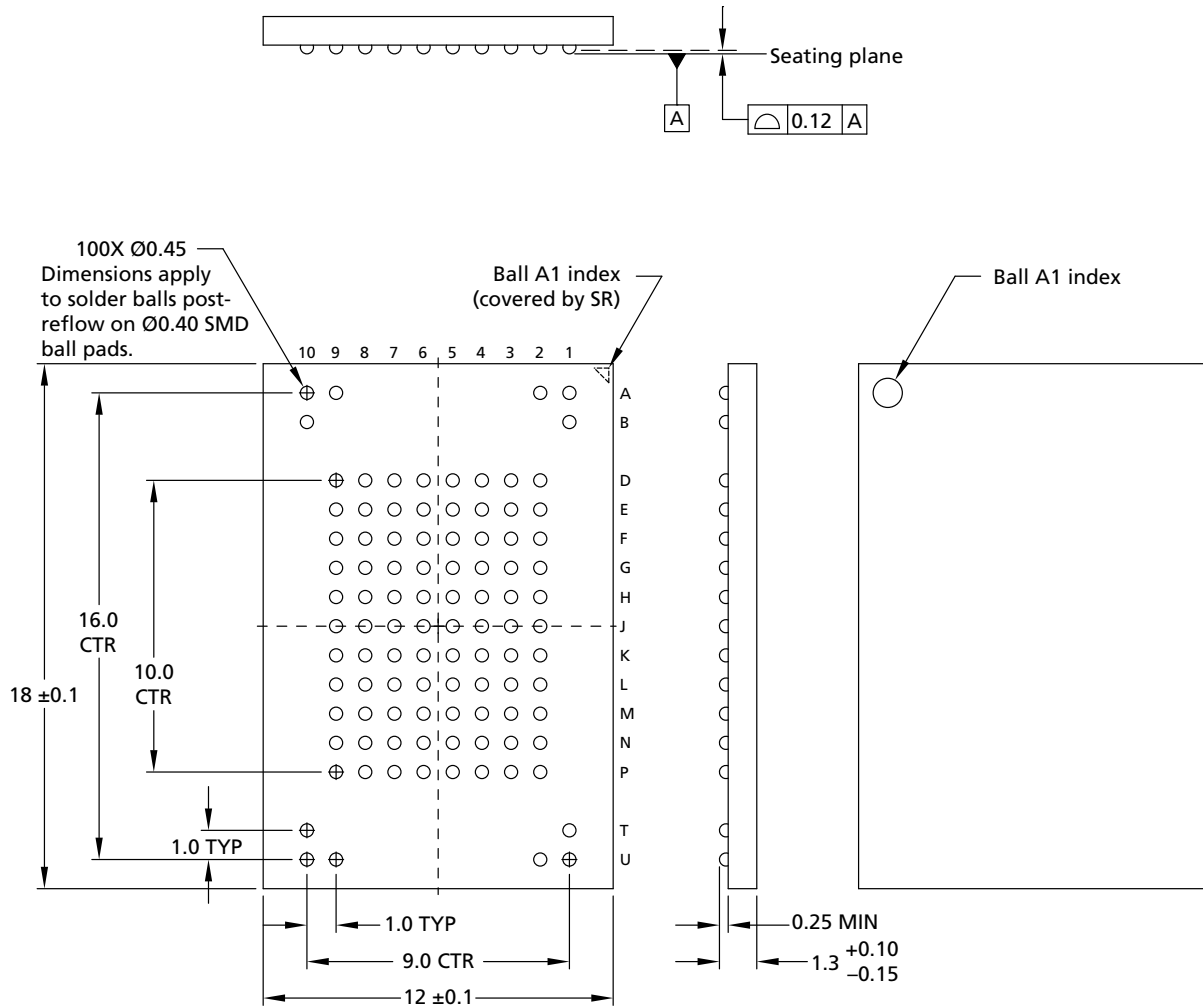 Seating plane
A
0.12 A
100X Ø0.45
Dimensions apply
to solder balls post-
reflow on Ø0.40 SMD
ball pads.
Ball A1 index
(covered by SR)
Ball A1 index
10 9 8 7 6 5 4 3 2 1
A
B
D
E
F
G
H
J
K
L
M
N
P
T
U
16.0
CTR
10.0
CTR
18 ±0.1
1.0 TYP
1.0 TYP
9.0 CTR
12 ±0.1
0.25 MIN
1.3 +0.10
–0.15